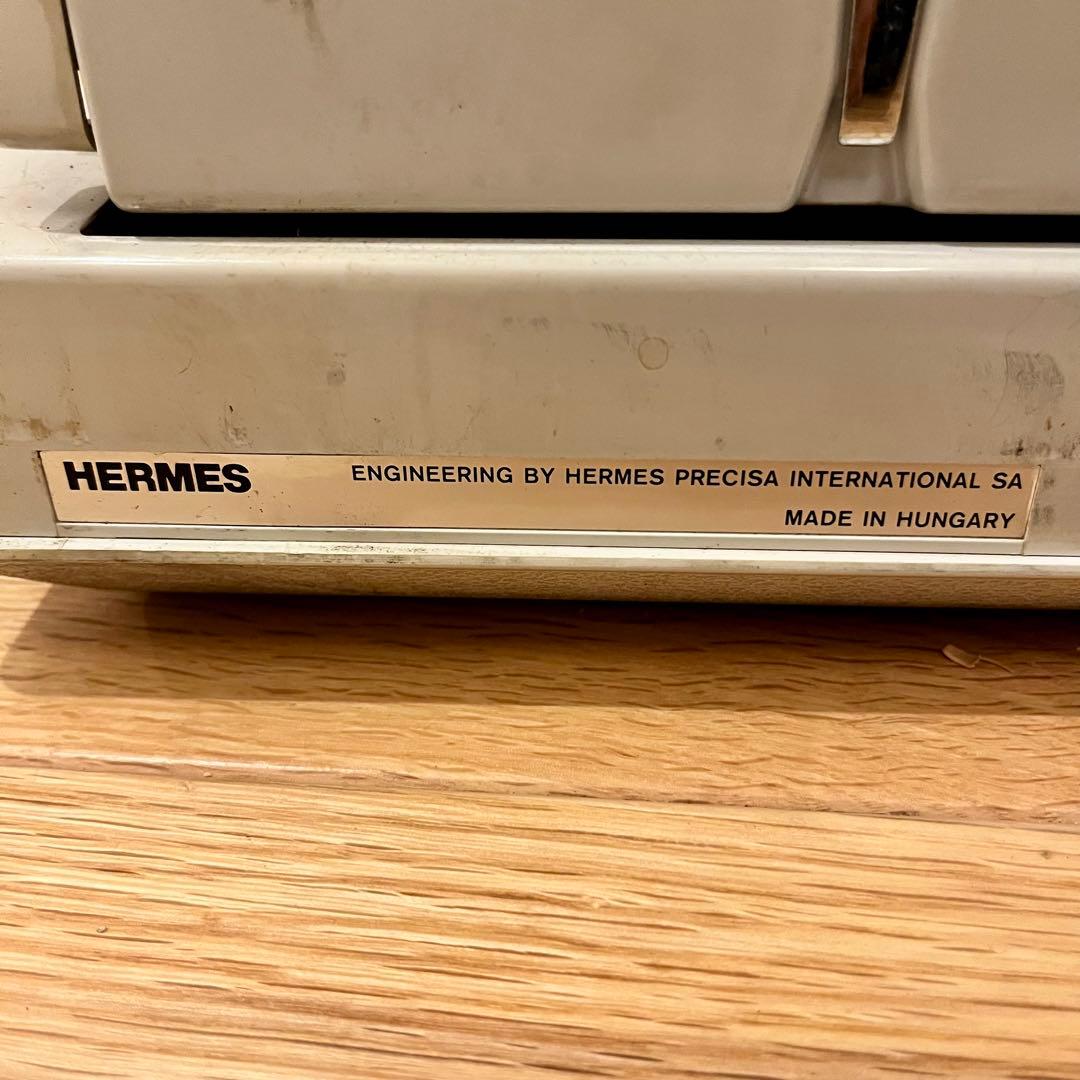 HERMES ENGINEERING BY HERMES PRECISA INTERNATIONAL SA
MADE IN HUNGARY